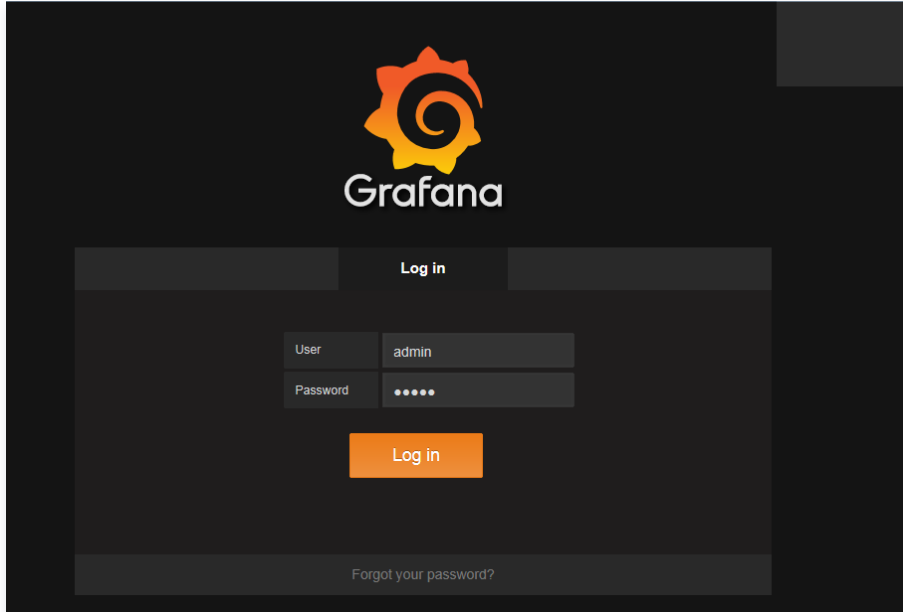 Grafana
Log in
User
admin
Password
•••••
Log in
Forgot your password?